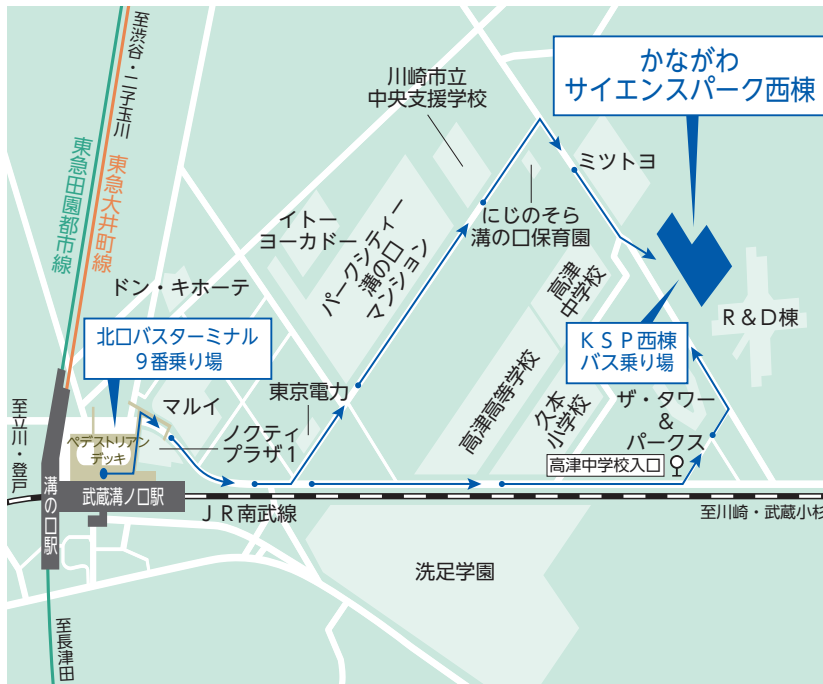 至渋谷・二子玉川
東急大井町線
東急田園都市線
川崎市立
中央支援学校
かながわ
サイエンスパーク西棟
ミツトヨ
イトー
ヨーカドー
パークシティー
溝の口
マンション
にじのそら
溝の口保育園
ドン・キホーテ
高津
中学校
R&D棟
北口バスターミナル
9番乗り場
KSP西棟
バス乗り場
至立川・登戸
マルイ
東京電力
高津高等学校
久本
小学校
ザ・タワー
&
パークス
ペデストリアン
デッキ
ノクティ
プラザ1
高津中学校入口
溝の口駅
武蔵溝ノ口駅
JR南武線
至川崎・武蔵小杉
洗足学園
至長津田